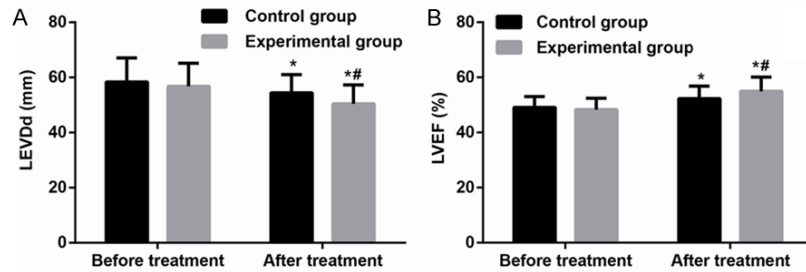 A
Control group
Experimental group
LEVDd (mm)
80
60
40
20
0
*
*#
Before treatment
After treatment
B
Control group
Experimental group
LVEF (%)
80
60
40
20
0
*
*#
Before treatment
After treatment